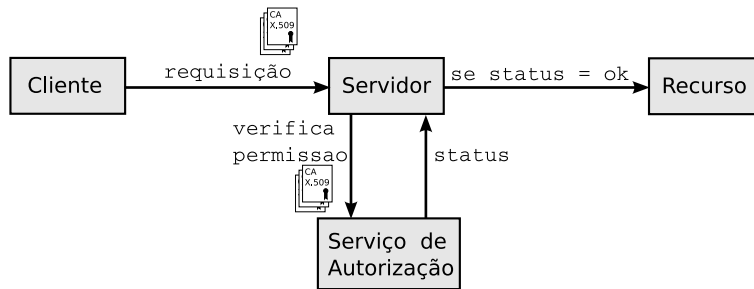 CA
X.509
Cliente
requisição
Servidor
se status = ok
Recurso
verifica
permissao
status
CA
X.509
Serviço de
Autorização